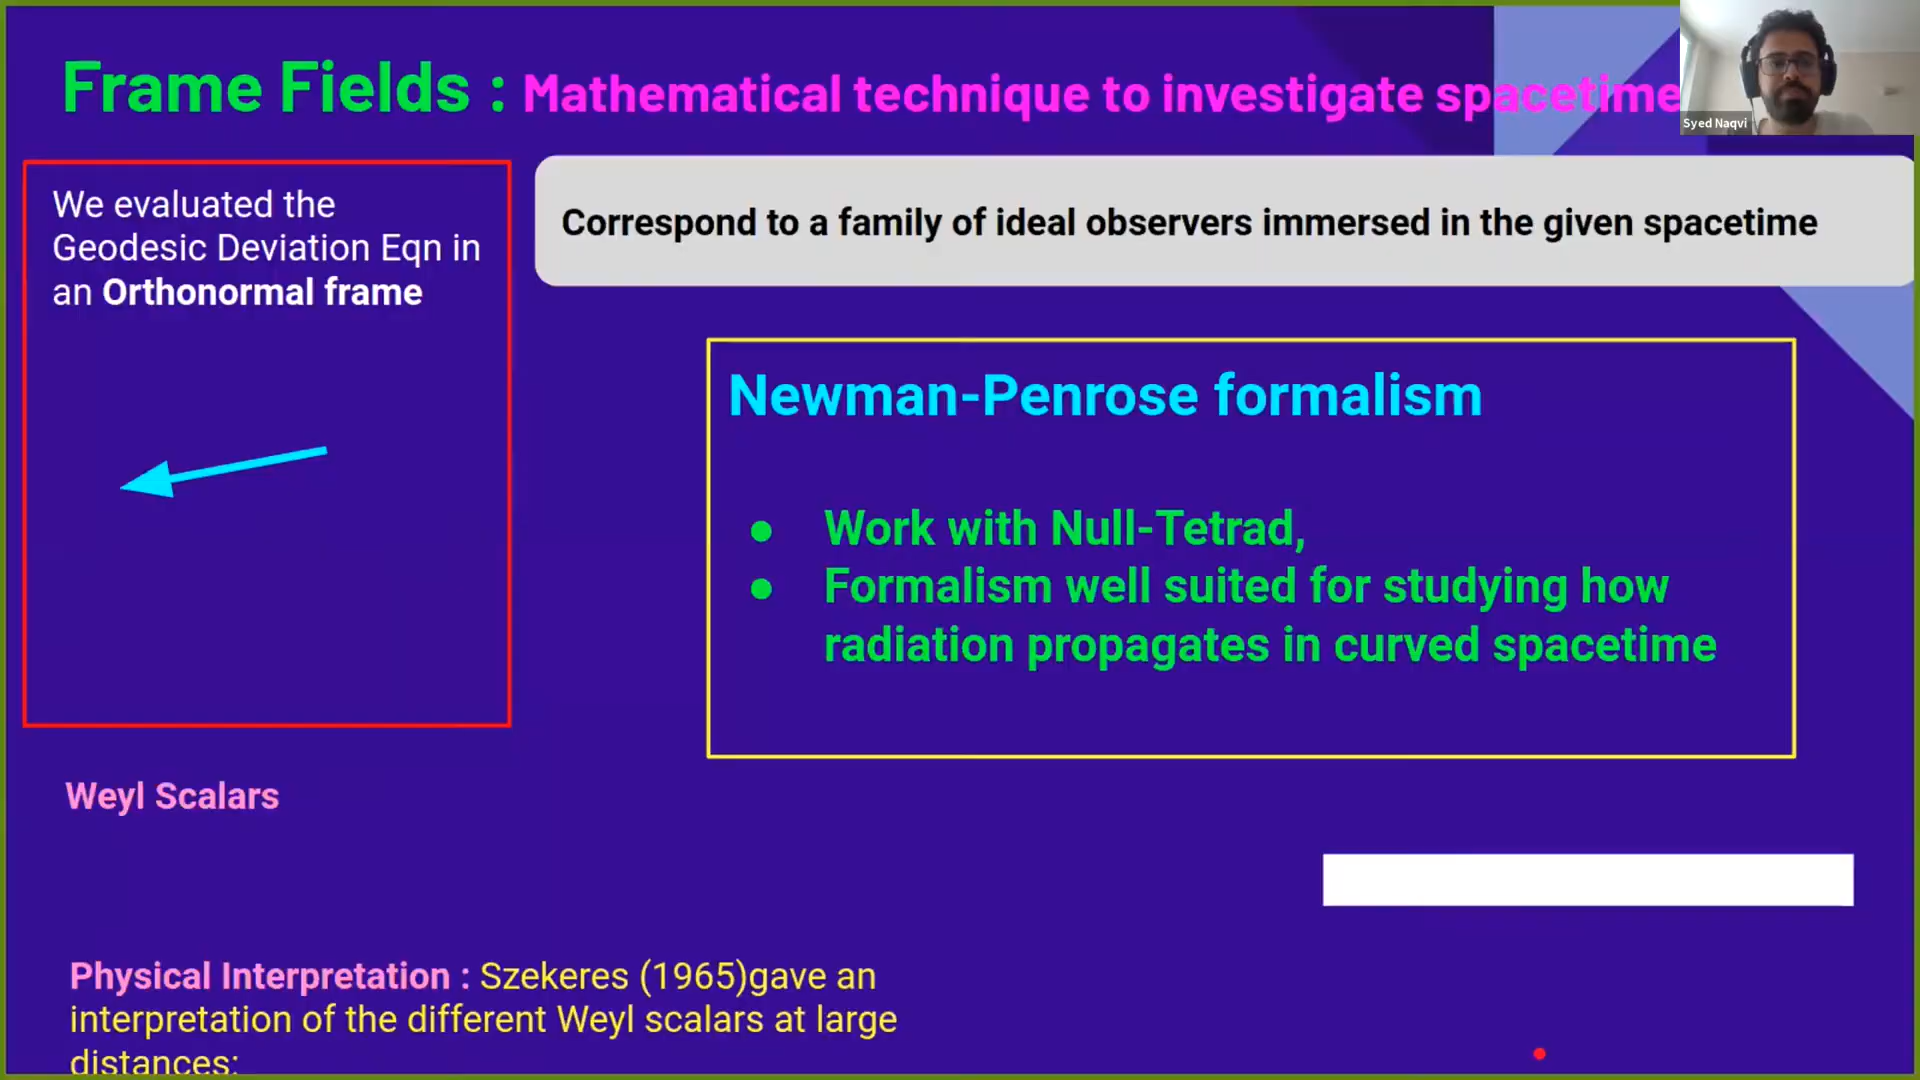 Frame Fields : Mathematical technique to investigate spacetime
Syed Naqvi
We evaluated the
Geodesic Deviation Eqn in
an Orthonormal frame
Correspond to a family of ideal observers immersed in the given spacetime
Newman-Penrose formalism
● Work with Null-Tetrad,
● Formalism well suited for studying how
radiation propagates in curved spacetime
Weyl Scalars
Physical Interpretation : Szekeres (1965)gave an
interpretation of the different Weyl scalars at large
distances: